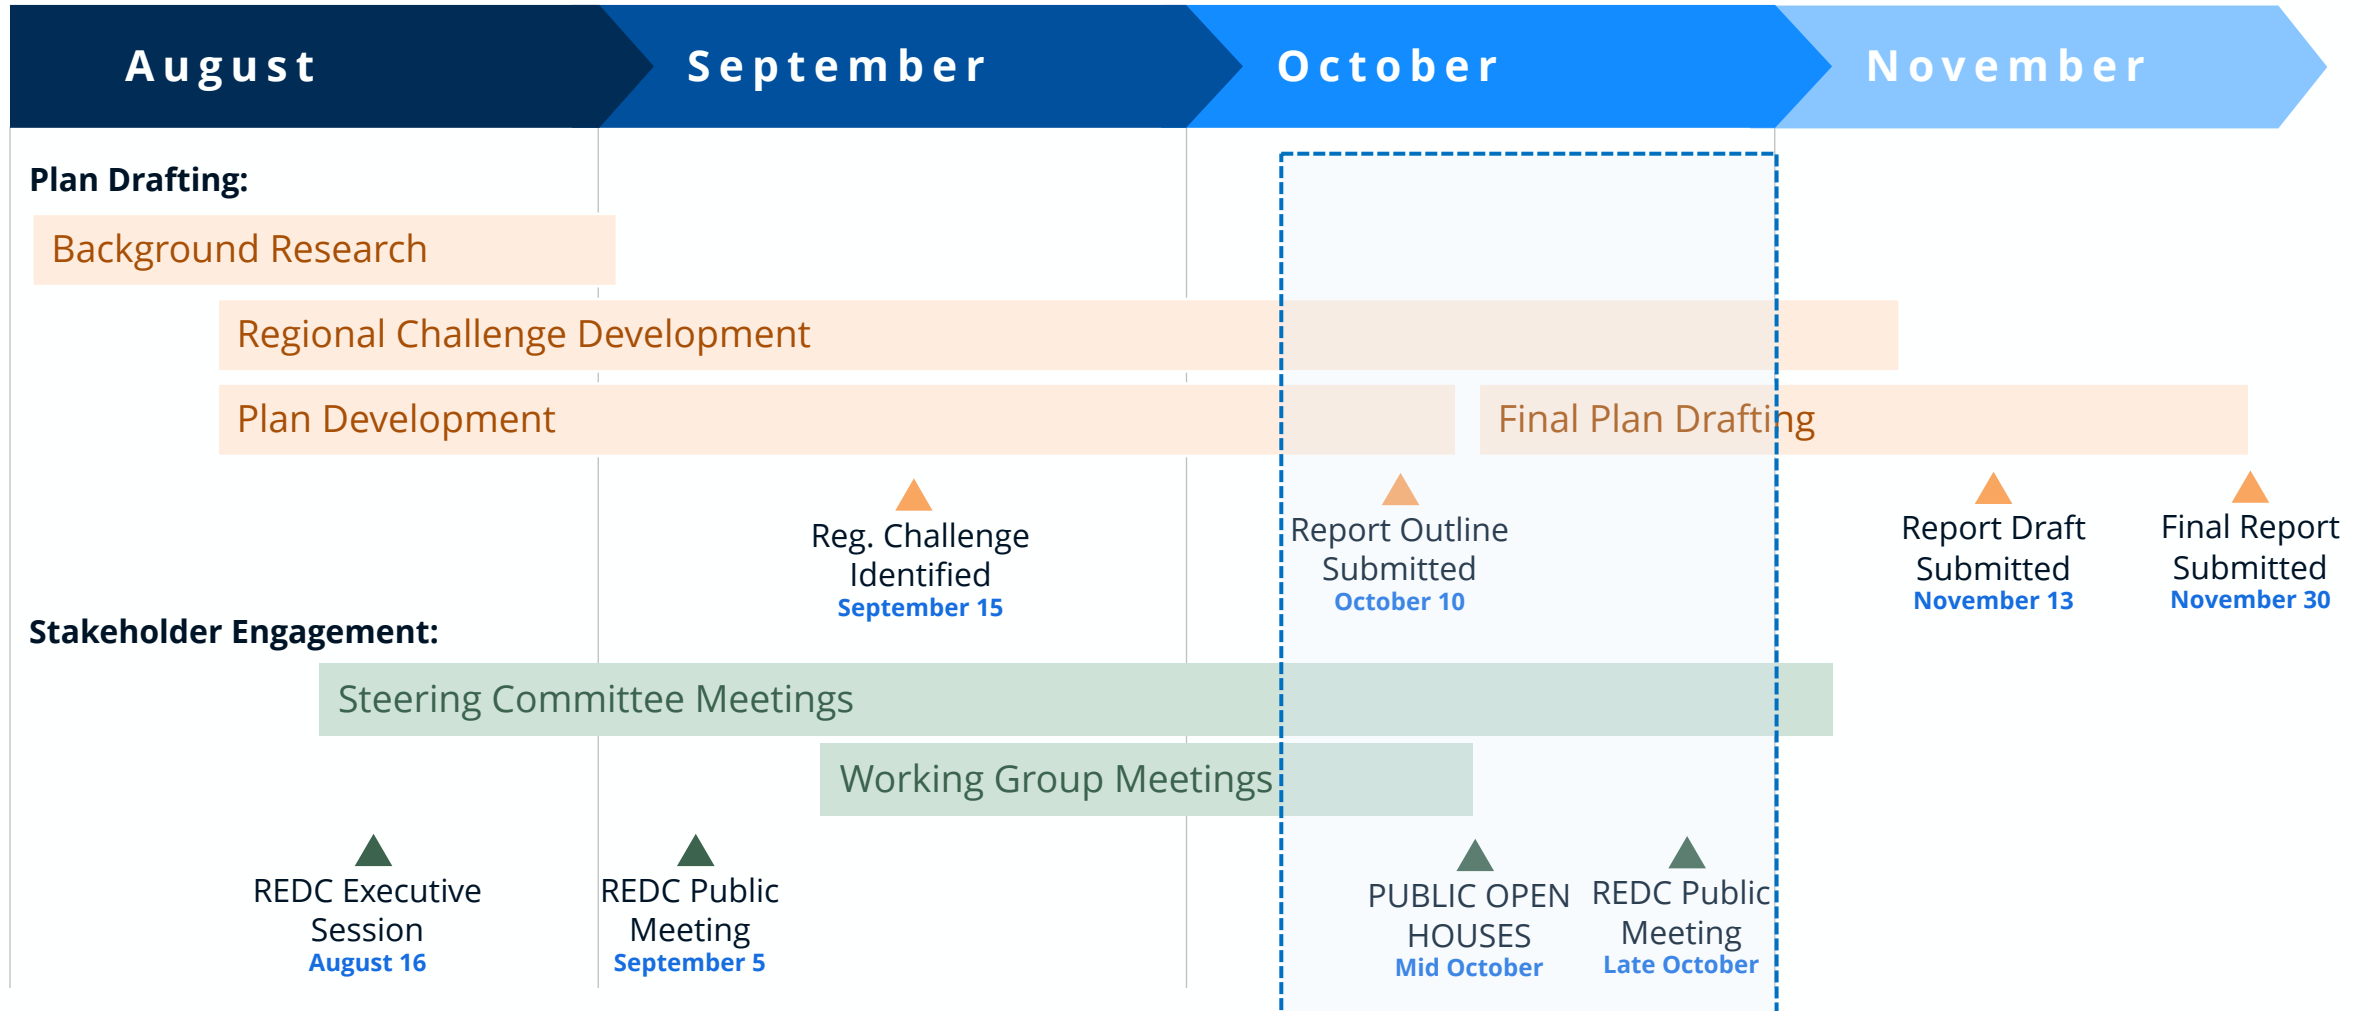 August
September
October
November
Plan Drafting:
Background Research
Regional Challenge Development
Plan Development
Final Plan Drafting
Reg. Challenge
Identified
September 15
Report Outline
Submitted
October 10
Report Draft
Submitted
November 13
Final Report
Submitted
November 30
Stakeholder Engagement:
Steering Committee Meetings
Working Group Meetings
REDC Executive
Session
August 16
REDC Public
Meeting
September 5
PUBLIC OPEN
HOUSES
Mid October
REDC Public
Meeting
Late October